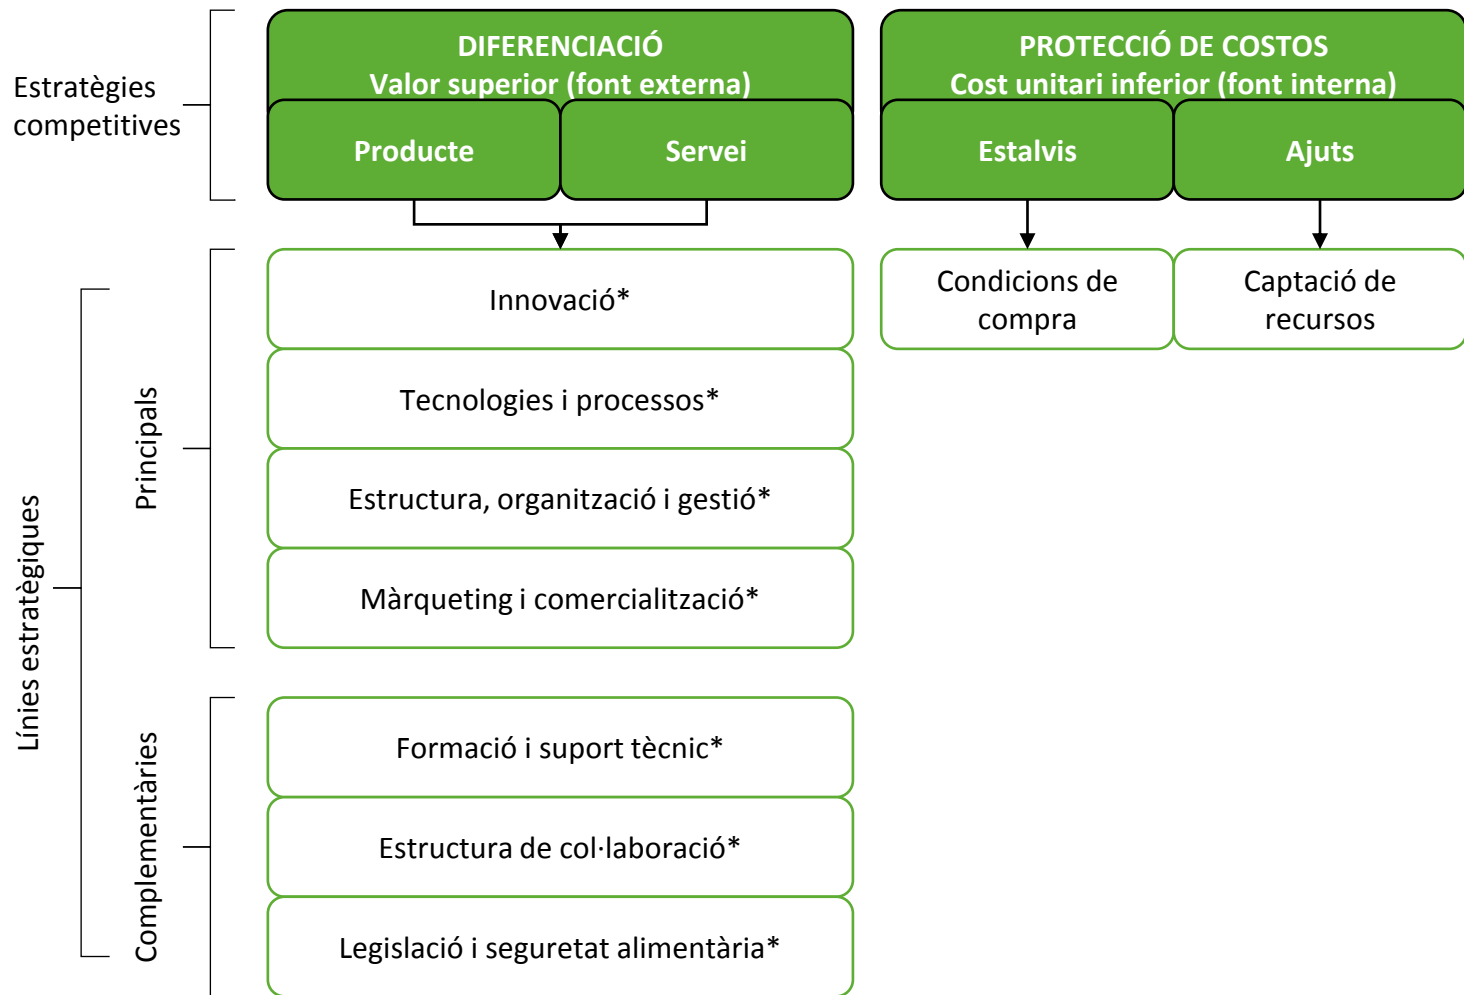 Estratègies
competitives
DIFERENCIACIÓ
Valor superior (font externa)
Producte
Servei
PROTECCIÓ DE COSTOS
Cost unitari inferior (font interna)
Estalvis
Ajuts
Línies estratègiques
Principals
Innovació*
Tecnologies i processos*
Estructura, organització i gestió*
Màrqueting i comercialització*
Condicions de
compra
Captació de
recursos
Complementàries
Formació i suport tècnic*
Estructura de col·laboració*
Legislació i seguretat alimentària*